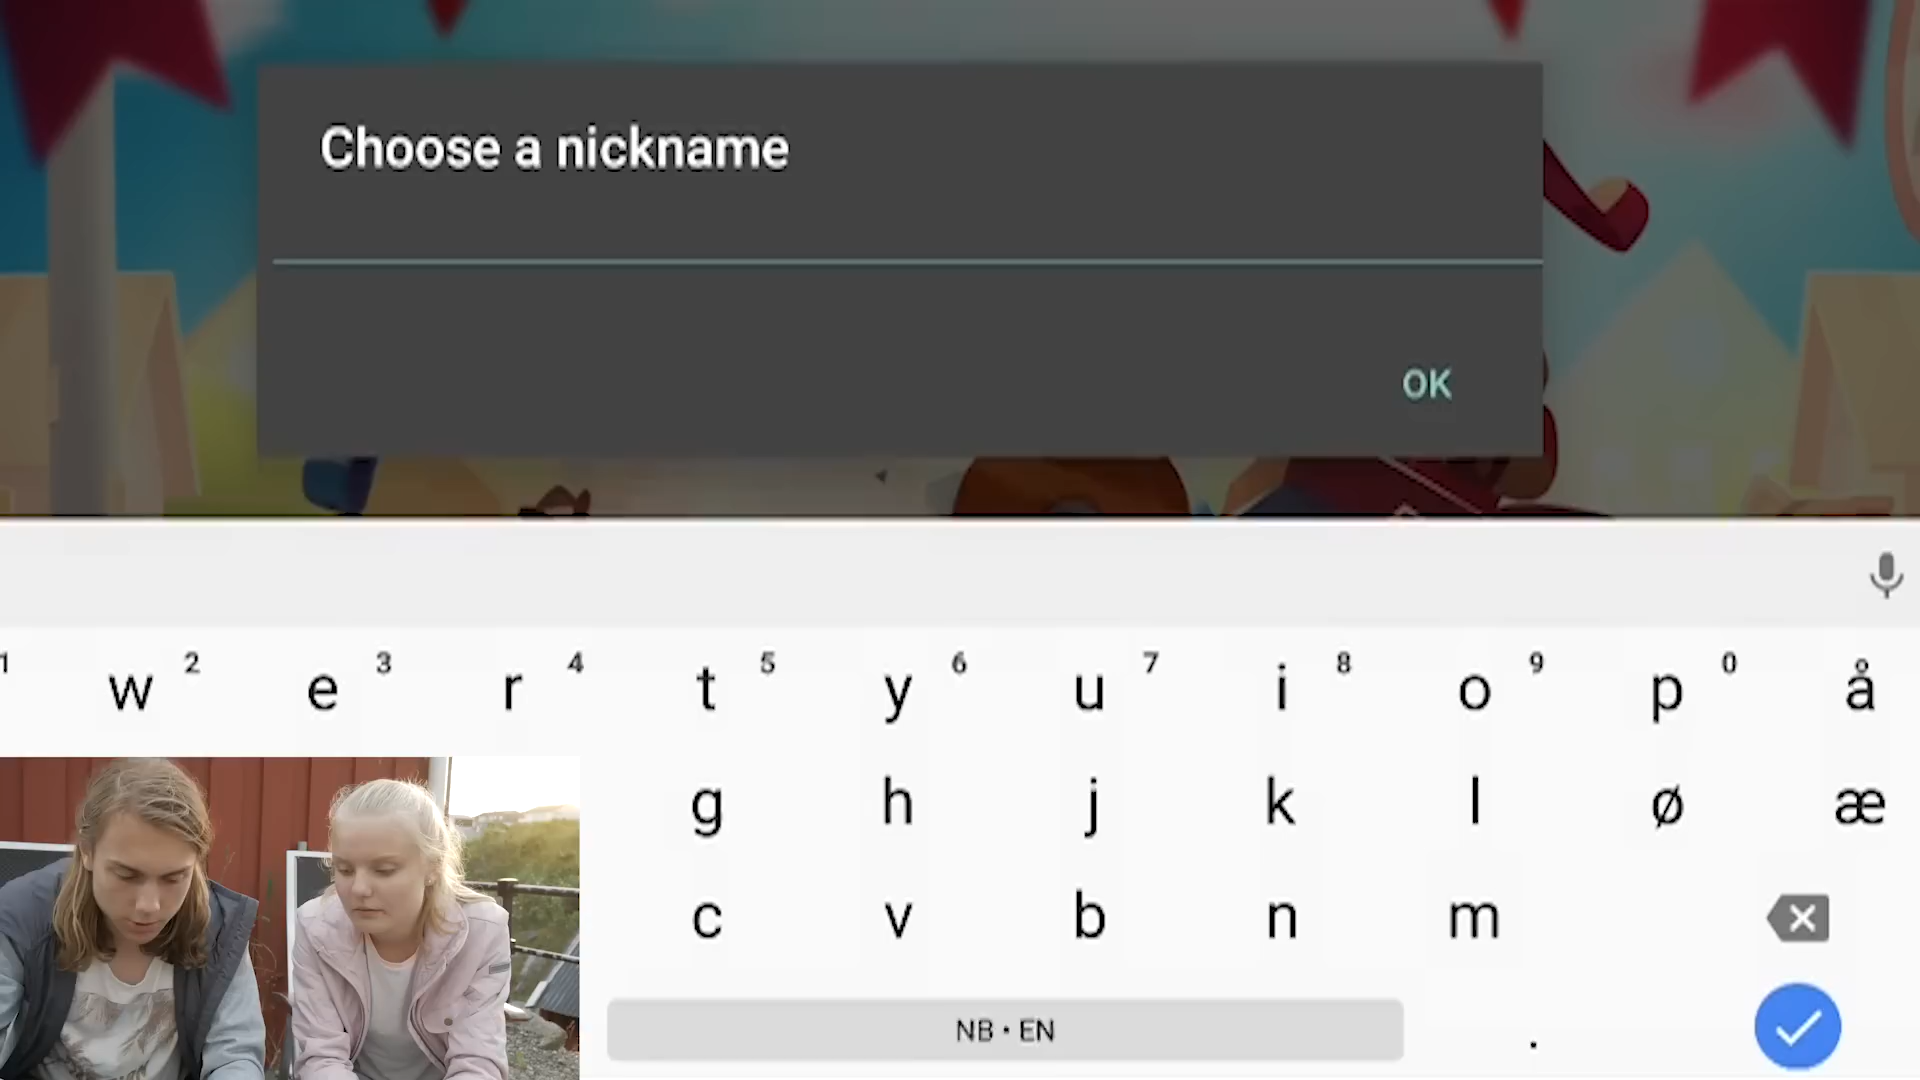 Choose a nickname
OK
1 w 2 e 3 r 4 t 5 y 6 u 7 i 8 o 9 p 0 å
g h j k l ø æ
c v b n m
NB • EN .